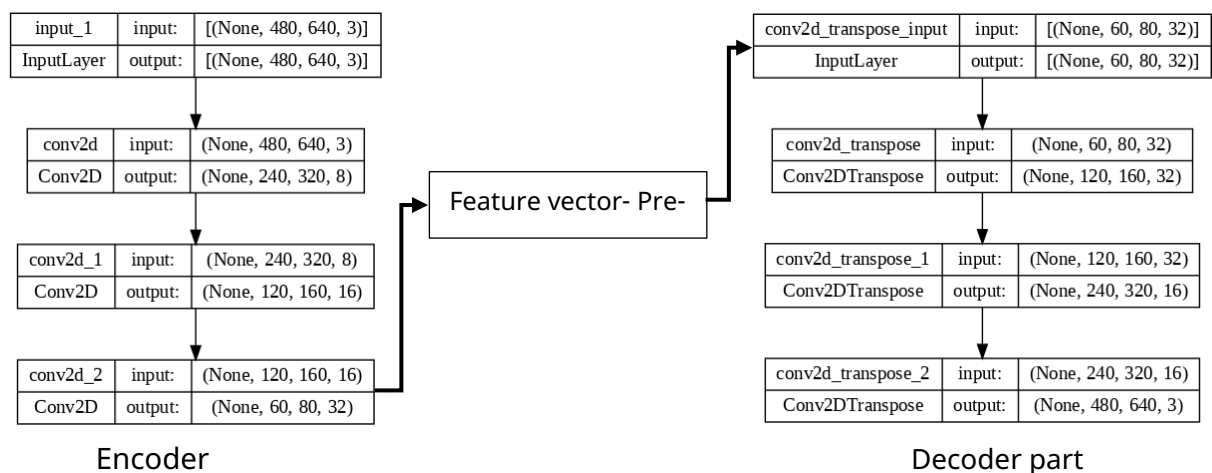 input_1 input: [(None, 480, 640, 3)]
InputLayer output: [(None, 480, 640, 3)]
conv2d input: (None, 480, 640, 3)
Conv2D output: (None, 240, 320, 8)
conv2d_1 input: (None, 240, 320, 8)
Conv2D output: (None, 120, 160, 16)
conv2d_2 input: (None, 120, 160, 16)
Conv2D output: (None, 60, 80, 32)
Encoder
Feature vector- Pre-
conv2d_transpose_input input: [(None, 60, 80, 32)]
InputLayer output: [(None, 60, 80, 32)]
conv2d_transpose input: (None, 60, 80, 32)
Conv2DTranspose output: (None, 120, 160, 32)
conv2d_transpose_1 input: (None, 120, 160, 32)
Conv2DTranspose output: (None, 240, 320, 16)
conv2d_transpose_2 input: (None, 240, 320, 16)
Conv2DTranspose output: (None, 480, 640, 3)
Decoder part